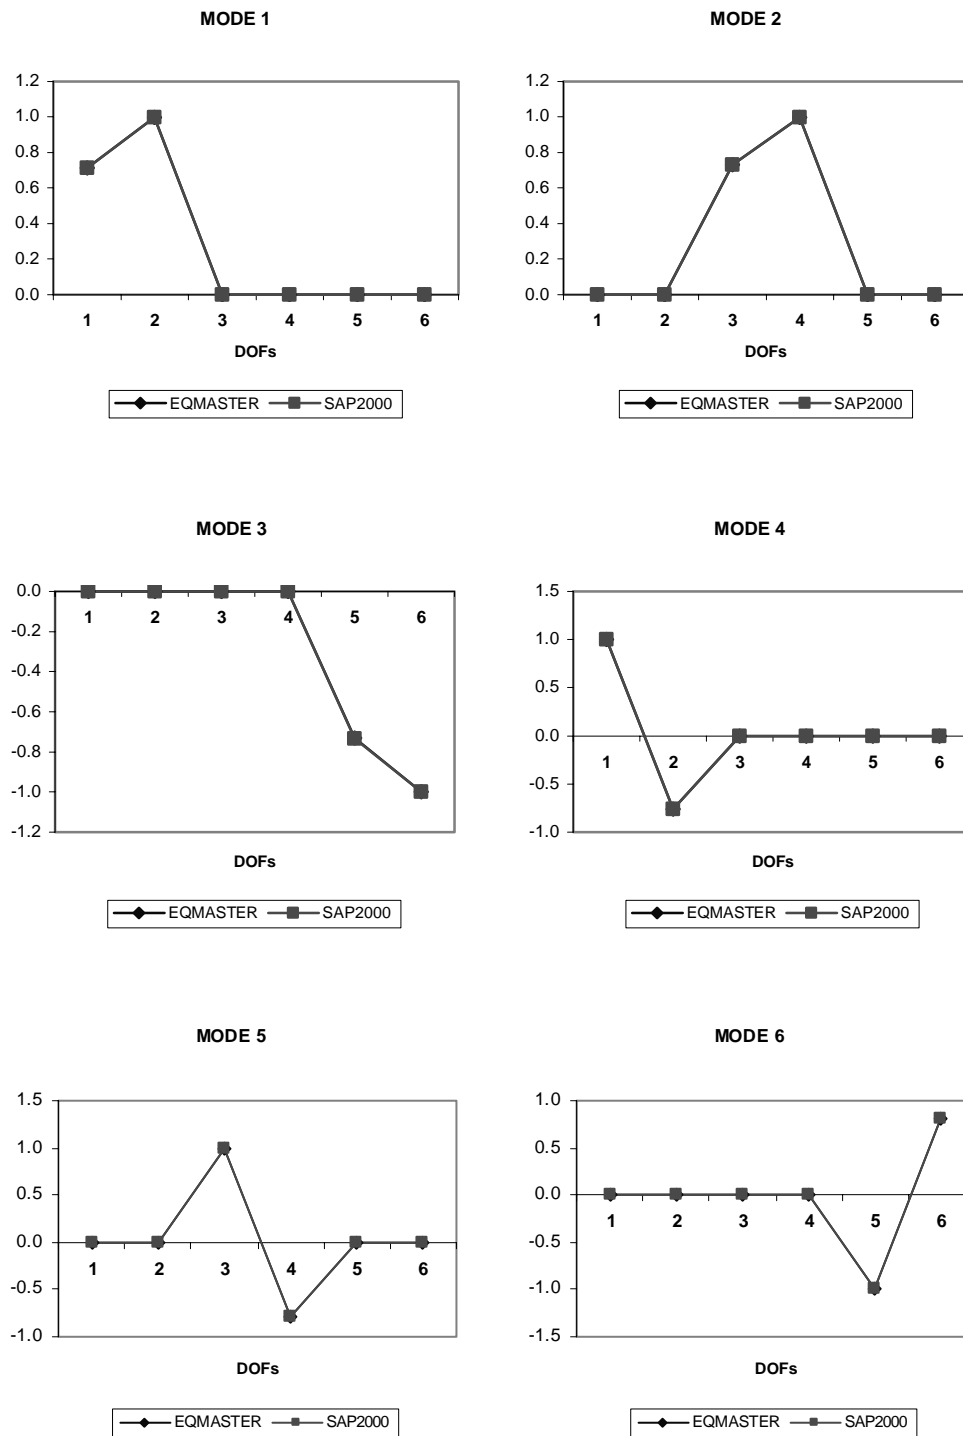 MODE 1
1.2
1.0
0.8
0.6
0.4
0.2
0.0
1 2 3 4 5 6
DOFs
EQMASTER SAP2000
MODE 2
1.2
1.0
0.8
0.6
0.4
0.2
0.0
1 2 3 4 5 6
DOFs
EQMASTER SAP2000
MODE 3
0.0
-0.2
-0.4
-0.6
-0.8
-1.0
-1.2
1 2 3 4 5 6
DOFs
EQMASTER SAP2000
MODE 4
1.5
1.0
0.5
0.0
-0.5
-1.0
1 2 3 4 5 6
DOFs
EQMASTER SAP2000
MODE 5
1.5
1.0
0.5
0.0
-0.5
-1.0
1 2 3 4 5 6
DOFs
EQMASTER SAP2000
MODE 6
1.0
0.5
0.0
-0.5
-1.0
-1.5
1 2 3 4 5 6
DOFs
EQMASTER SAP2000